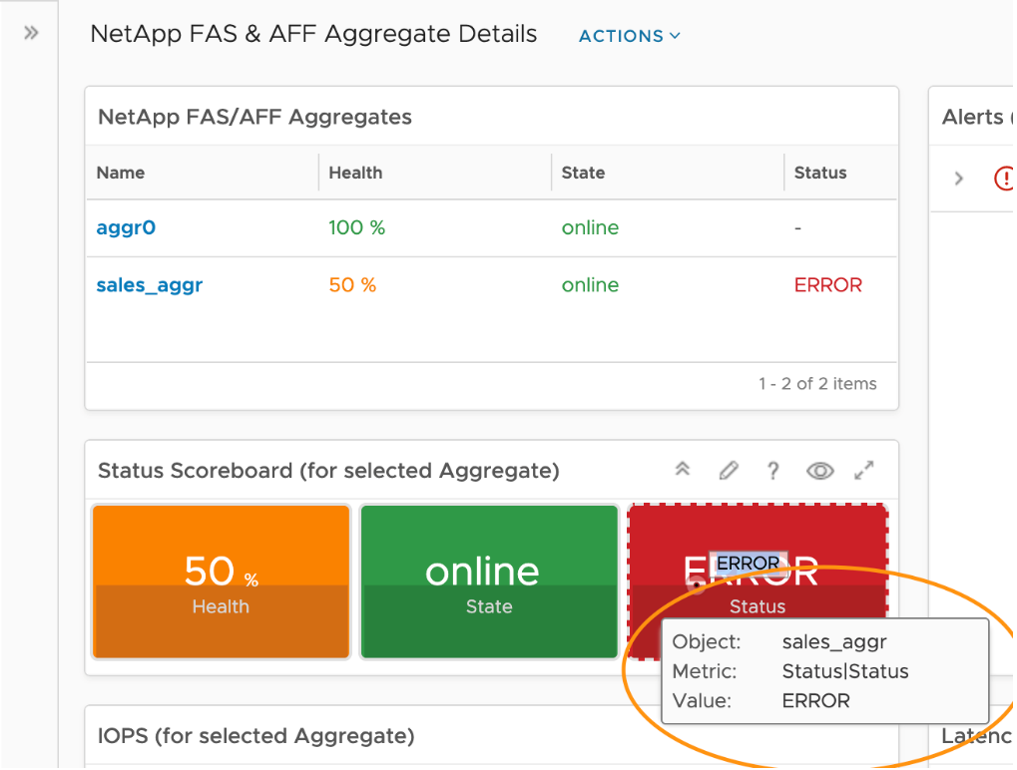 NetApp FAS & AFF Aggregate Details ACTIONS
NetApp FAS/AFF Aggregates
Name Health State Status
aggr0 100 % online -
sales_aggr 50 % online ERROR
1 - 2 of 2 items
Alerts (
Status Scoreboard (for selected Aggregate)
50 %
Health
online
State
ERROR
ERROR
Status
Object: sales_aggr
Metric: Status|Status
Value: ERROR
IOPS (for selected Aggregate)
Latenc